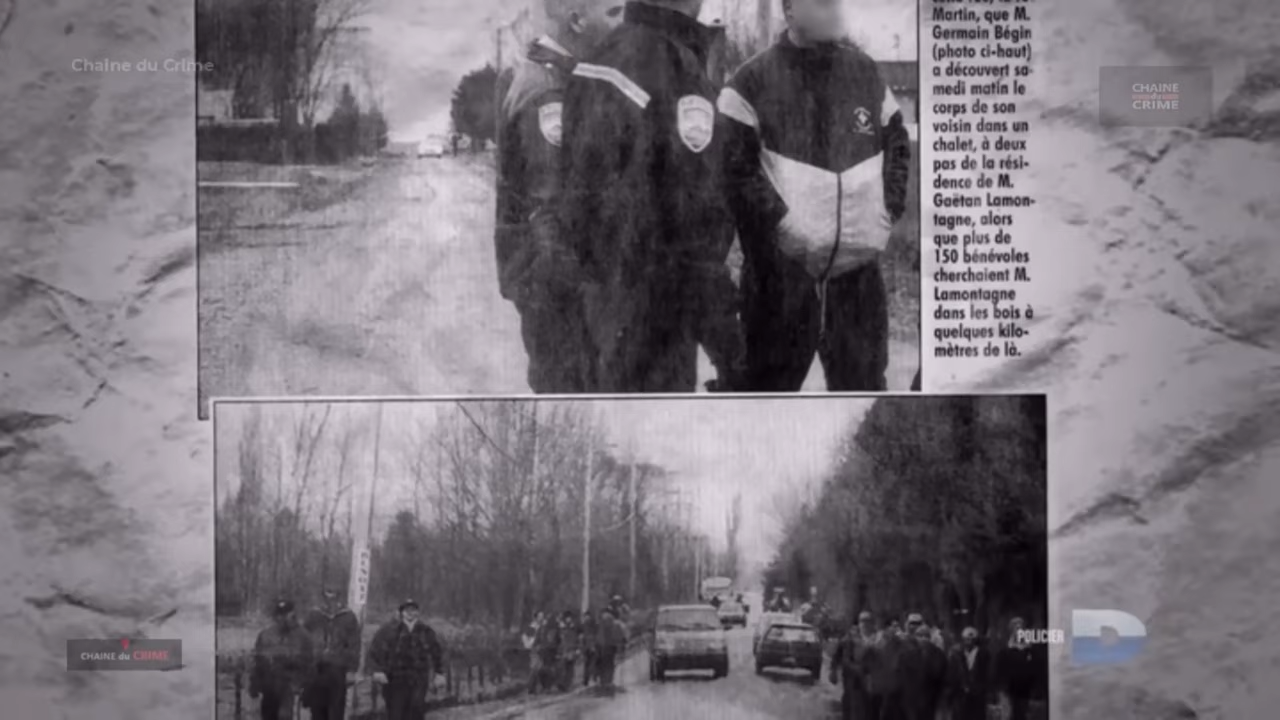 Chaîne du Crime
CHAINE
CRIME
Martin, que M.
Germain Bégin
(photo ci-haut)
a découvert sa-
medi matin le
corps de son
voisin dans un
chalet, à deux
pas de la rési-
dence de M.
Gaëtan Lamon-
tagne, alors
que plus de
150 bénévoles
cherchaient M.
Lamontagne
dans les bois à
quelques kilo-
mètres de là.
POLICIER
D
CHAINE du CRIME